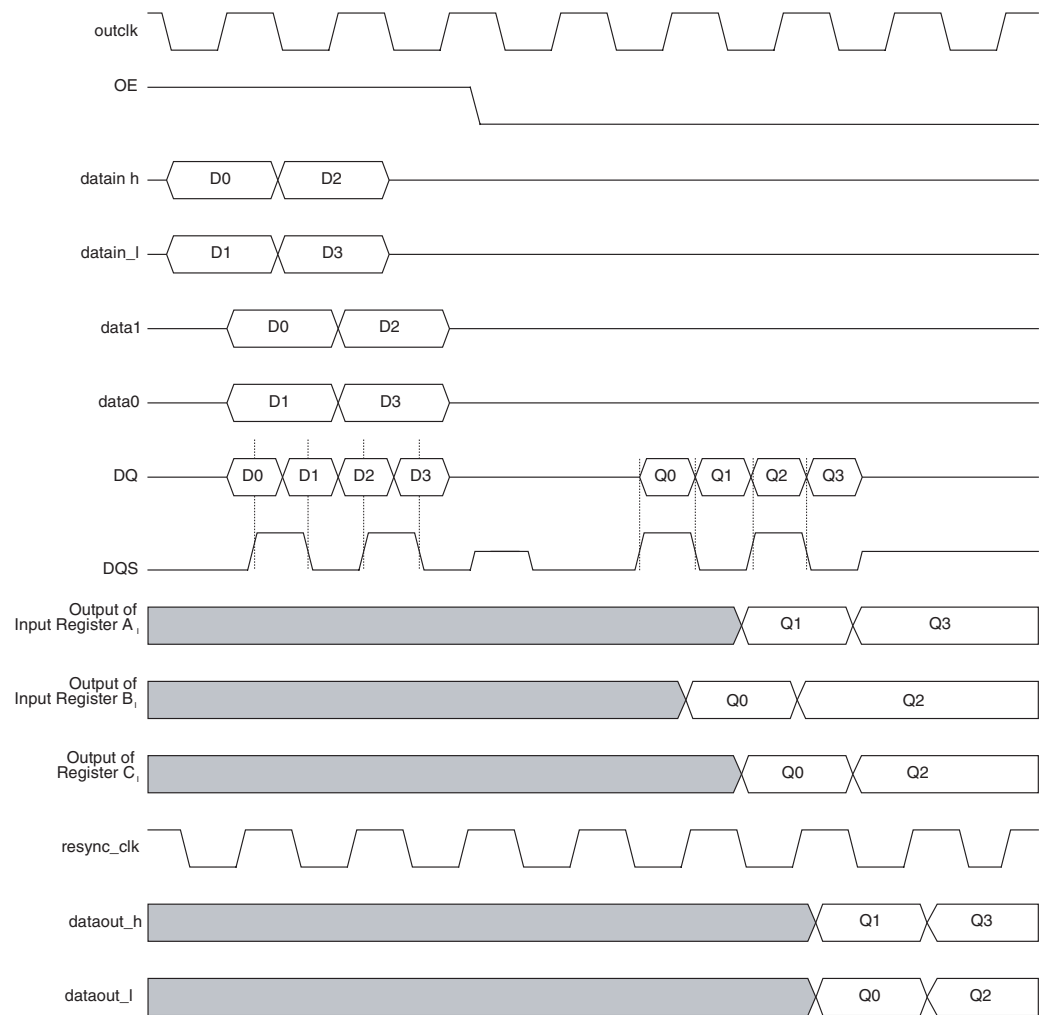 outclk
OE
datain h
D0 D2
datain_l
D1 D3
data1
D0 D2
data0
D1 D3
DQ
D0 D1 D2 D3 Q0 Q1 Q2 Q3
DQS
Output of
Input Register A I
Q1 Q3
Output of
Input Register B I
Q0 Q2
Output of
Register C I
Q0 Q2
resync_clk
dataout_h
Q1 Q3
dataout_l
Q0 Q2